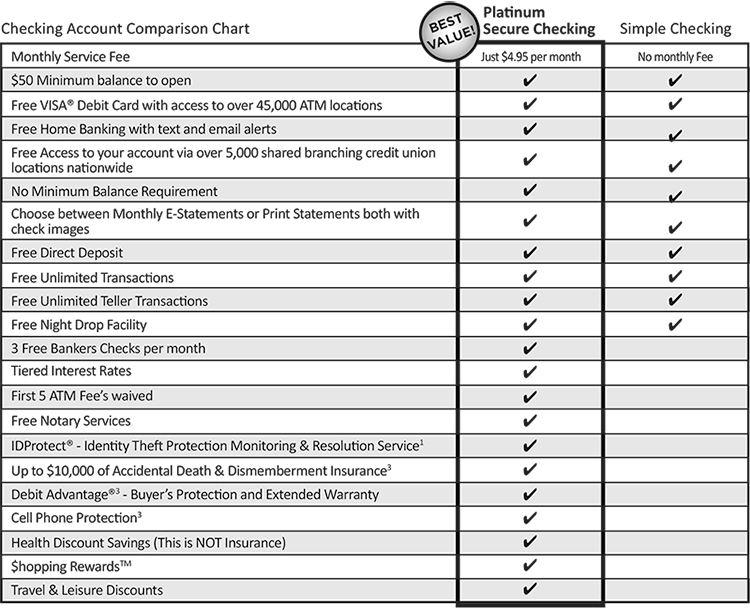 Checking Account Comparison Chart
BEST VALUE!
Platinum
Secure Checking
Simple Checking
Monthly Service Fee Just $4.95 per month No monthly Fee
$50 Minimum balance to open ✔ ✔
Free VISA® Debit Card with access to over 45,000 ATM locations ✔ ✔
Free Home Banking with text and email alerts ✔ ✔
Free Access to your account via over 5,000 shared branching credit union
locations nationwide ✔ ✔
No Minimum Balance Requirement ✔ ✔
Choose between Monthly E-Statements or Print Statements both with
check images ✔ ✔
Free Direct Deposit ✔ ✔
Free Unlimited Transactions ✔ ✔
Free Unlimited Teller Transactions ✔ ✔
Free Night Drop Facility ✔ ✔
3 Free Bankers Checks per month ✔
Tiered Interest Rates ✔
First 5 ATM Fee's waived ✔
Free Notary Services ✔
IDProtect® - Identity Theft Protection Monitoring & Resolution Service¹ ✔
Up to $10,000 of Accidental Death & Dismemberment Insurance³ ✔
Debit Advantage®³ - Buyer's Protection and Extended Warranty ✔
Cell Phone Protection³ ✔
Health Discount Savings (This is NOT Insurance) ✔
$hopping Rewards™ ✔
Travel & Leisure Discounts ✔